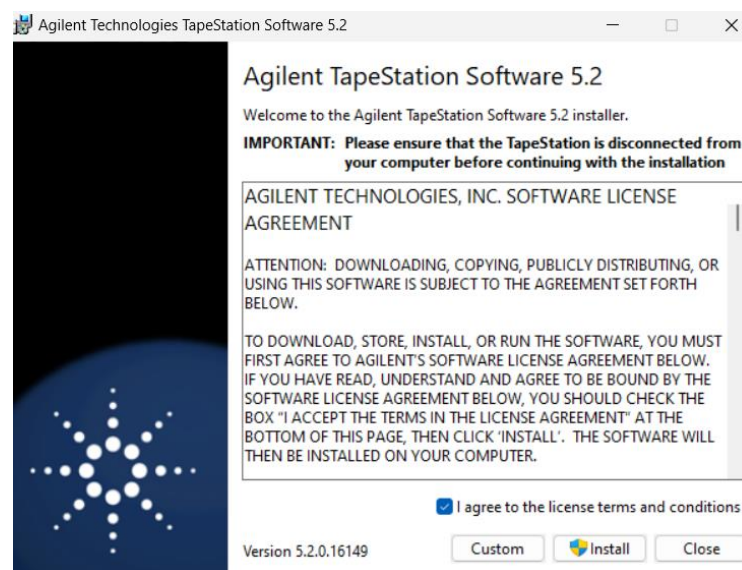 Agilent Technologies TapeStation Software 5.2
Agilent TapeStation Software 5.2
Welcome to the Agilent TapeStation Software 5.2 installer.
IMPORTANT: Please ensure that the TapeStation is disconnected from
your computer before continuing with the installation
AGILENT TECHNOLOGIES, INC. SOFTWARE LICENSE
AGREEMENT
ATTENTION: DOWNLOADING, COPYING, PUBLICLY DISTRIBUTING, OR
USING THIS SOFTWARE IS SUBJECT TO THE AGREEMENT SET FORTH
BELOW.
TO DOWNLOAD, STORE, INSTALL, OR RUN THE SOFTWARE, YOU MUST
FIRST AGREE TO AGILENT'S SOFTWARE LICENSE AGREEMENT BELOW.
IF YOU HAVE READ, UNDERSTAND AND AGREE TO BE BOUND BY THE
SOFTWARE LICENSE AGREEMENT BELOW, YOU SHOULD CHECK THE
BOX "I ACCEPT THE TERMS IN THE LICENSE AGREEMENT" AT THE
BOTTOM OF THIS PAGE, THEN CLICK 'INSTALL'. THE SOFTWARE WILL
THEN BE INSTALLED ON YOUR COMPUTER.
I agree to the license terms and conditions
Version 5.2.0.16149
Custom
Install
Close